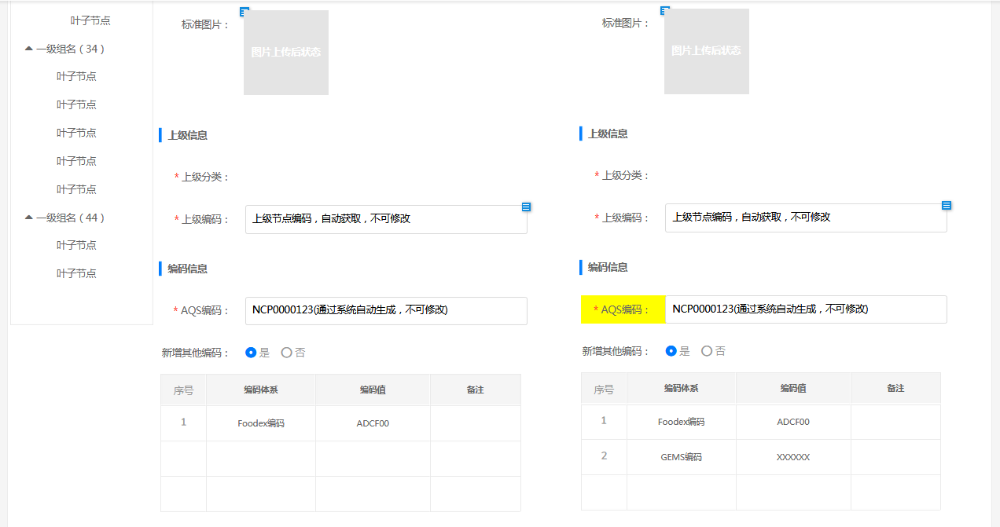 叶子节点
一级组名 ( 34 )
叶子节点
叶子节点
叶子节点
叶子节点
叶子节点
一级组名 ( 44 )
叶子节点
叶子节点
标准图片：
图片上传后状态
上级信息
* 上级分类：
* 上级编码：
上级节点编码，自动获取，不可修改
编码信息
* AQS编码：
NCP0000123(通过系统自动生成，不可修改)
新增其他编码： 是 否
序号 编码体系 编码值 备注
1 Foodex编码 ADCF00
标准图片：
图片上传后状态
上级信息
* 上级分类：
* 上级编码：
上级节点编码，自动获取，不可修改
编码信息
* AQS编码：
NCP0000123(通过系统自动生成，不可修改)
新增其他编码： 是 否
序号 编码体系 编码值 备注
1 Foodex编码 ADCF00
2 GEMS编码 XXXXXX